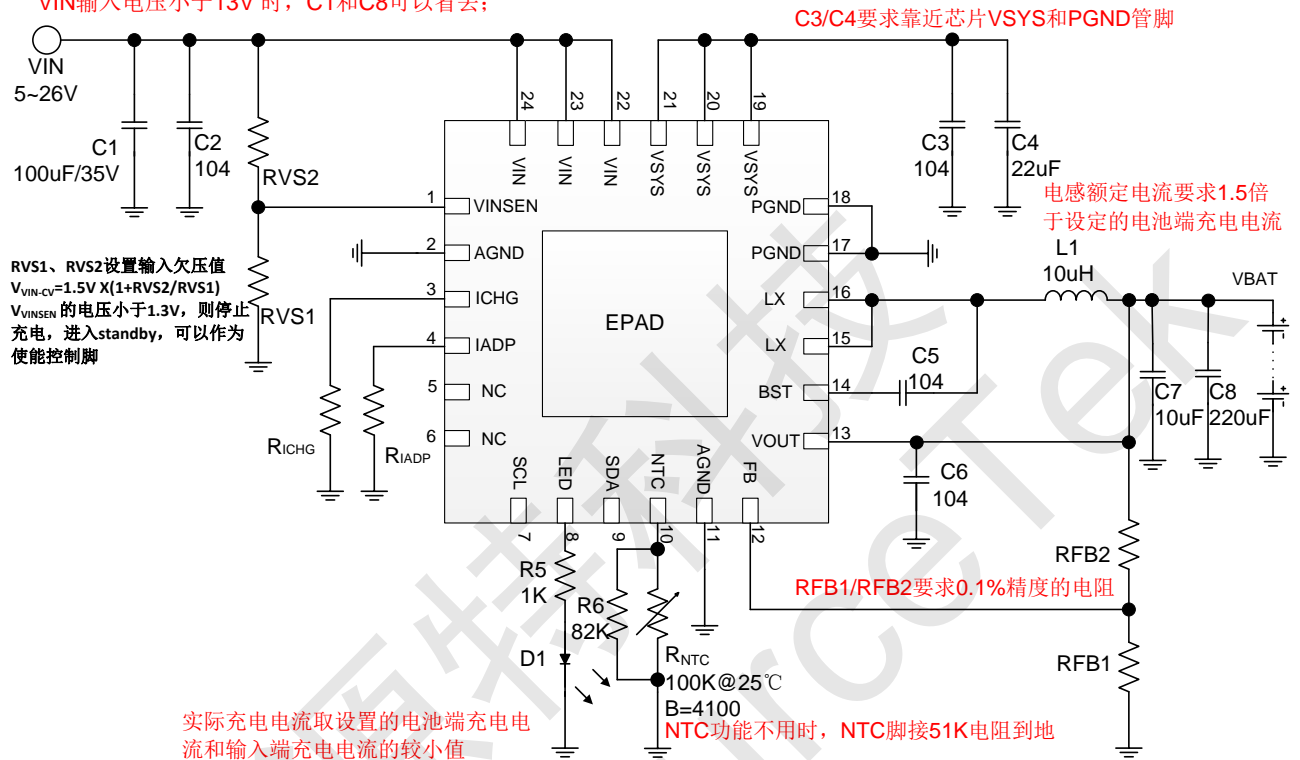 VIN输入电压小于13V 时，C1和C8可以省去；
C3/C4要求靠近芯片VSYS和PGND管脚
VIN
5~26V
C1
100uF/35V
C2
104
RVS2
24
23
22
21
20
19
VIN
VIN
VIN
VSYS
VSYS
VSYS
C3
104
C4
22uF
电感额定电流要求1.5倍
于设定的电池端充电电流
1
VINSEN
2
AGND
3
ICHG
4
IADP
5
NC
6
NC
EPAD
PGND
18
PGND
17
LX
16
LX
15
BST
14
VOUT
13
L1
10uH
VBAT
RVS1、RVS2设置输入欠压值
VVIN-CV=1.5V X(1+RVS2/RVS1)
VVINSEN 的电压小于1.3V，则停止
充电，进入standby，可以作为
使能控制脚
RVS1
RICHG
RIADP
C5
104
C7
10uF
C8
220uF
C6
104
SCL
LED
SDA
NTC
AGND
FB
7
8
9
10
11
12
R5
1K
R6
82K
D1
RNTC
100K@25℃
B=4100
NTC功能不用时，NTC脚接51K电阻到地
RFB2
RFB1/RFB2要求0.1%精度的电阻
RFB1
实际充电电流取设置的电池端充电电
流和输入端充电电流的较小值
源特科技
rceTek